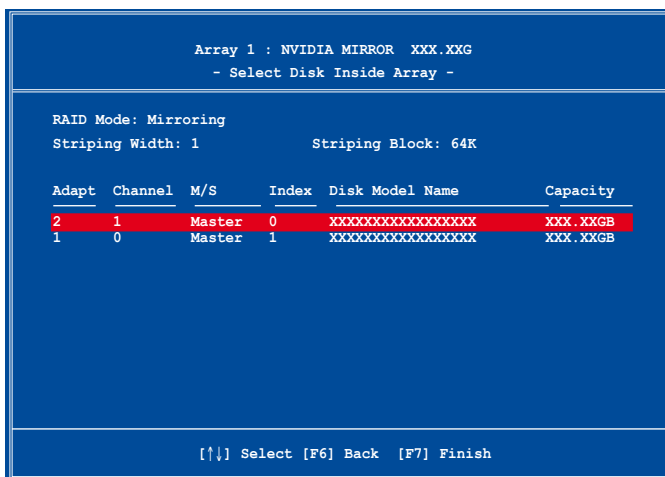 Array 1 : NVIDIA MIRROR XXX.XXG
- Select Disk Inside Array -
RAID Mode: Mirroring
Striping Width: 1 Striping Block: 64K
Adapt Channel M/S Index Disk Model Name Capacity
2 1 Master 0 XXXXXXXXXXXXXXXXX XXX.XXGB
1 0 Master 1 XXXXXXXXXXXXXXXXX XXX.XXGB
[↑↓] Select [F6] Back [F7] Finish